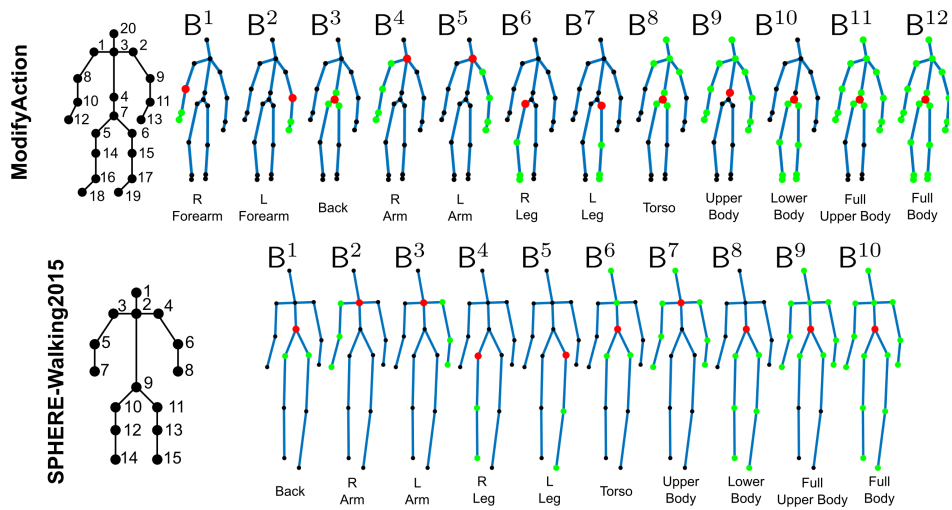 ModifyAction
B1 B2 B3 B4 B5 B6 B7 B8 B9 B10 B11 B12
20
1 3 2
8 9
4
10 7 11
12 13
5 6
14 15
16 17
18 19
R Forearm
L Forearm
Back
R Arm
L Arm
R Leg
L Leg
Torso
Upper Body
Lower Body
Full Upper Body
Full Body
SPHERE-Walking2015
B1 B2 B3 B4 B5 B6 B7 B8 B9 B10
1
3 2 4
5 6
7 8
9
10 11
12 13
14 15
Back
R Arm
L Arm
R Leg
L Leg
Torso
Upper Body
Lower Body
Full Upper Body
Full Body